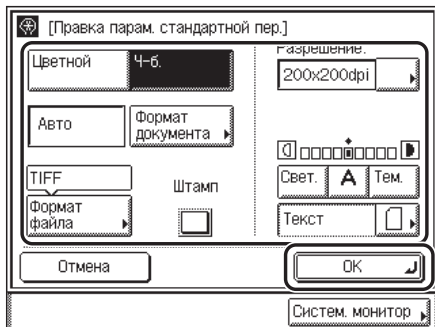 [Правка парам. стандартной пер.]
Цветной
Ч-б.
Разрешение:
200x200dpi
Авто
Формат
документа
TIFF
Штамп
Формат
файла
Свет.
A
Тем.
Текст
Отмена
OK
Систем. монитор